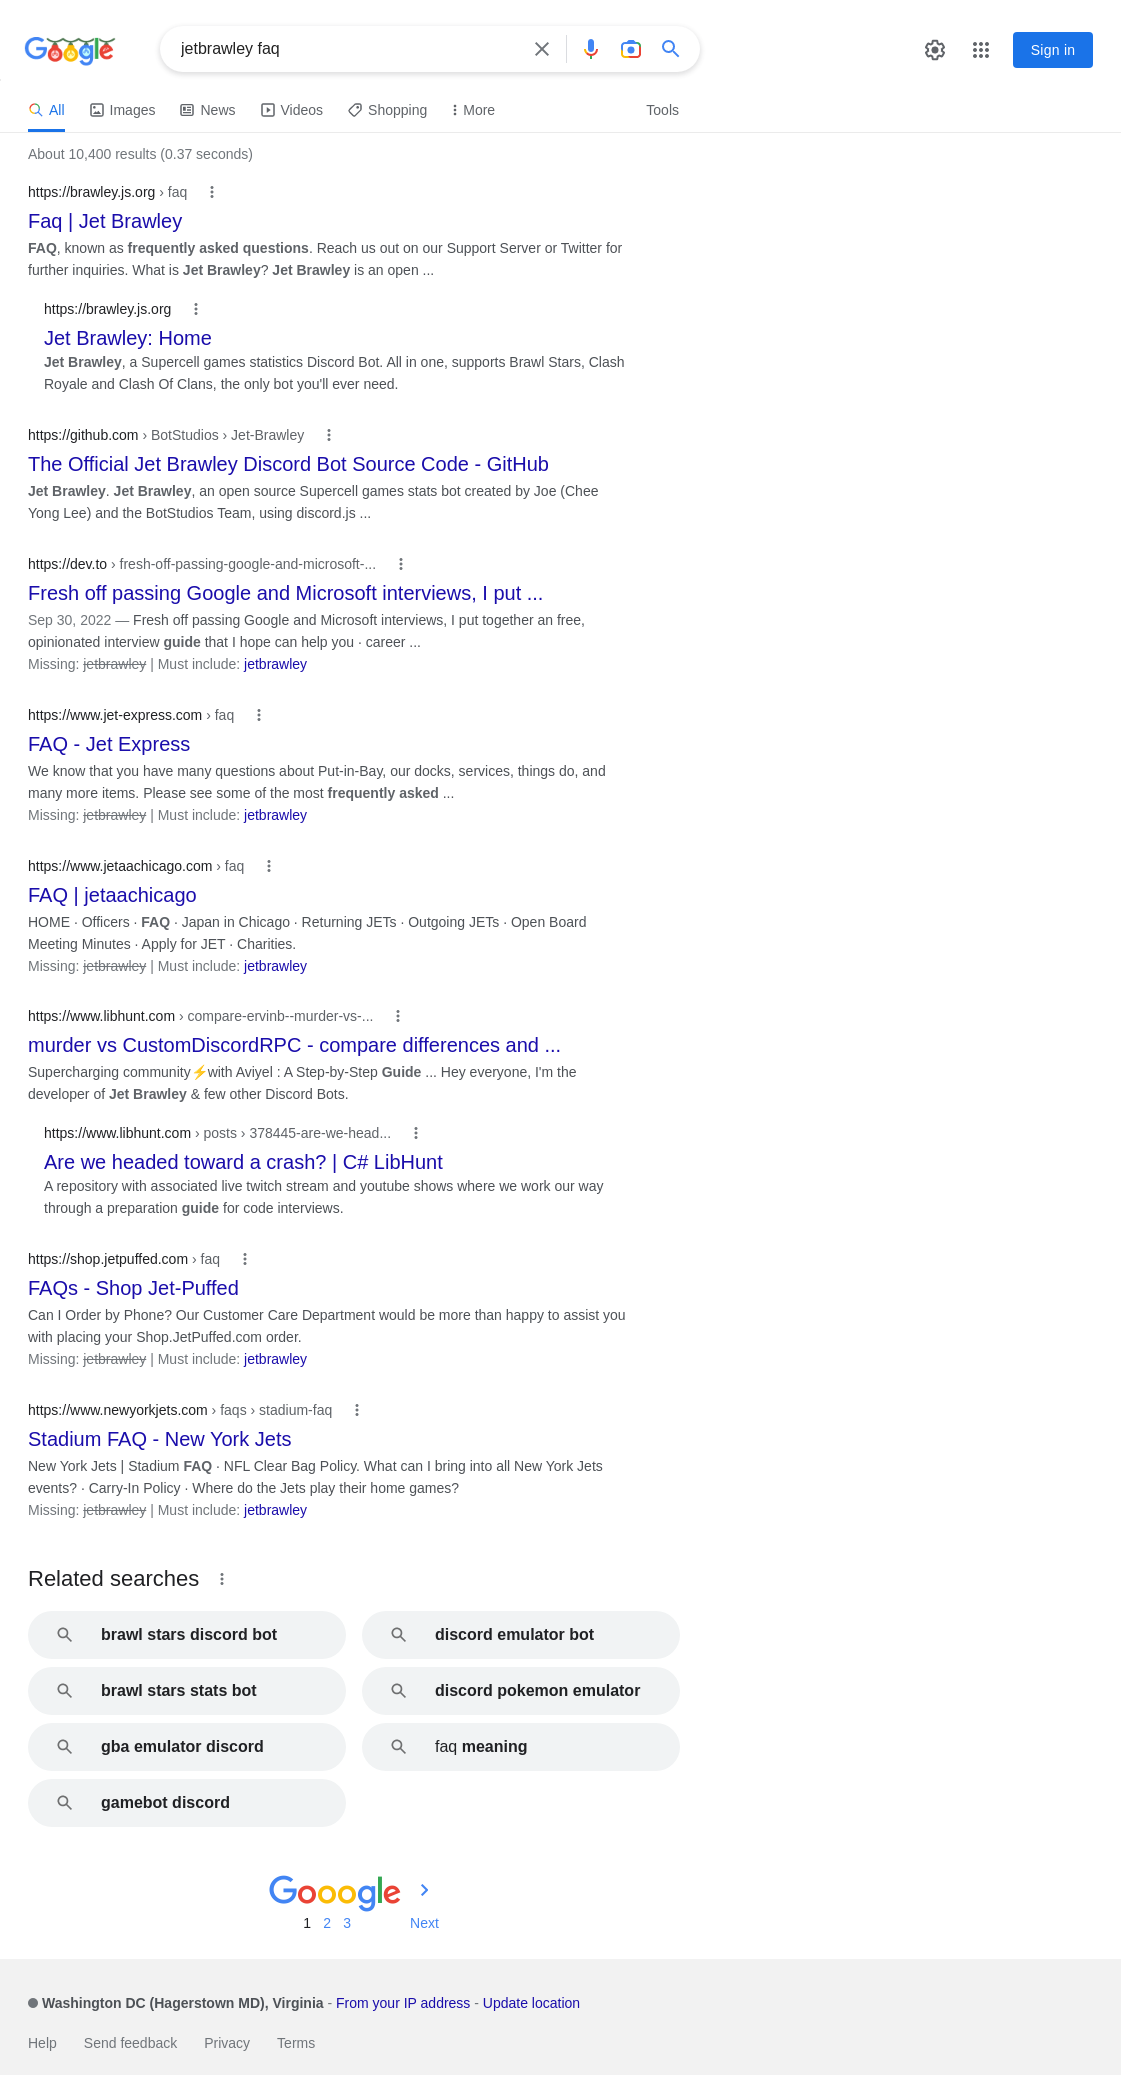 Google
jetbrawley faq
Sign in
All
Images
News
Videos
Shopping
More
Tools
About 10,400 results (0.37 seconds)
https://brawley.js.org › faq
Faq | Jet Brawley
FAQ, known as frequently asked questions. Reach us out on our Support Server or Twitter for
further inquiries. What is Jet Brawley? Jet Brawley is an open ...
https://brawley.js.org
Jet Brawley: Home
Jet Brawley, a Supercell games statistics Discord Bot. All in one, supports Brawl Stars, Clash
Royale and Clash Of Clans, the only bot you'll ever need.
https://github.com › BotStudios › Jet-Brawley
The Official Jet Brawley Discord Bot Source Code - GitHub
Jet Brawley. Jet Brawley, an open source Supercell games stats bot created by Joe (Chee
Yong Lee) and the BotStudios Team, using discord.js ...
https://dev.to › fresh-off-passing-google-and-microsoft-...
Fresh off passing Google and Microsoft interviews, I put ...
Sep 30, 2022 — Fresh off passing Google and Microsoft interviews, I put together an free,
opinionated interview guide that I hope can help you · career ...
Missing: jetbrawley | Must include: jetbrawley
https://www.jet-express.com › faq
FAQ - Jet Express
We know that you have many questions about Put-in-Bay, our docks, services, things do, and
many more items. Please see some of the most frequently asked ...
Missing: jetbrawley | Must include: jetbrawley
https://www.jetaachicago.com › faq
FAQ | jetaachicago
HOME · Officers · FAQ · Japan in Chicago · Returning JETs · Outgoing JETs · Open Board
Meeting Minutes · Apply for JET · Charities.
Missing: jetbrawley | Must include: jetbrawley
https://www.libhunt.com › compare-ervinb--murder-vs-...
murder vs CustomDiscordRPC - compare differences and ...
Supercharging community⚡with Aviyel : A Step-by-Step Guide ... Hey everyone, I'm the
developer of Jet Brawley & few other Discord Bots.
https://www.libhunt.com › posts › 378445-are-we-head...
Are we headed toward a crash? | C# LibHunt
A repository with associated live twitch stream and youtube shows where we work our way
through a preparation guide for code interviews.
https://shop.jetpuffed.com › faq
FAQs - Shop Jet-Puffed
Can I Order by Phone? Our Customer Care Department would be more than happy to assist you
with placing your Shop.JetPuffed.com order.
Missing: jetbrawley | Must include: jetbrawley
https://www.newyorkjets.com › faqs › stadium-faq
Stadium FAQ - New York Jets
New York Jets | Stadium FAQ · NFL Clear Bag Policy. What can I bring into all New York Jets
events? · Carry-In Policy · Where do the Jets play their home games?
Missing: jetbrawley | Must include: jetbrawley
Related searches
brawl stars discord bot
discord emulator bot
brawl stars stats bot
discord pokemon emulator
gba emulator discord
faq meaning
gamebot discord
Gooogle
1 2 3 Next
Washington DC (Hagerstown MD), Virginia - From your IP address - Update location
Help Send feedback Privacy Terms